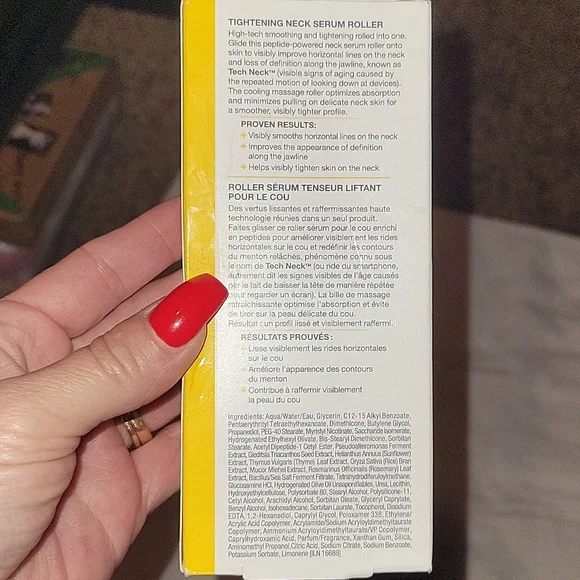 TIGHTENING NECK SERUM ROLLER
High-tech smoothing and tightening rolled into one.
Glide this peptide-powered neck serum roller onto
skin to visibly improve horizontal lines on the neck
and loss of definition along the jawline, known as
Tech Neck™ (visible signs of aging caused by
the repeated motion of looking down at devices).
The cooling massage roller optimizes absorption
and minimizes pulling on delicate neck skin for
a smoother, visibly tighter profile.
PROVEN RESULTS:
+ Visibly smooths horizontal lines on the neck
+ Improves the appearance of definition
along the jawline
+ Helps visibly tighten skin on the neck
ROLLER SÉRUM TENSEUR LIFTANT
POUR LE COU
Des vertus lissantes et raffermissantes haute
technologie réunies dans un seul produit.
Faites glisser ce roller sérum pour le cou enrichi
en peptides pour améliorer visiblement les rides
horizontales sur le cou et redéfinir les contours
du menton relâchés, phénomène connu sous
le nom de Tech Neck™ (ou ride du smartphone,
autrement dit les signes visibles de l'âge causés
par le fait de baisser la tête de manière répétée
pour regarder un écran). La bille de massage
rafraîchissante optimise l'absorption et évite
de tirer sur la peau délicate du cou.
Résultat : un profil lissé et visiblement raffermi.
RÉSULTATS PROUVÉS :
+ Lisse visiblement les rides horizontales
sur le cou
+ Améliore l'apparence des contours
du menton
+ Contribue à raffermir visiblement
la peau du cou
Ingredients: Aqua/Water/Eau, Glycerin, C12-15 Alkyl Benzoate,
Pentaerythrityl Tetraethylhexanoate, Dimethicone, Butylene Glycol,
Propanediol, PEG-40 Stearate, Myristyl Nicotinate, Saccharide Isomerate,
Hydrogenated Ethylhexyl Olivate, Bis-Stearyl Dimethicone, Sorbitan
Stearate, Acetyl Dipeptide-1 Cetyl Ester, Pseudoalteromonas Ferment
Extract, Gleditsia Triacanthos Seed Extract, Helianthus Annuus (Sunflower)
Extract, Thymus Vulgaris (Thyme) Leaf Extract, Oryza Sativa (Rice) Bran
Extract, Mucor Miehei Extract, Rosmarinus Officinalis (Rosemary) Leaf
Extract, Bacillus/Sea Salt Ferment Filtrate, Tetrahydrodiferuloylmethane,
Glucosamine HCl, Hydrogenated Olive Oil Unsaponifiables, Urea, Lecithin,
Hydroxyethylcellulose, Polysorbate 80, Stearyl Alcohol, Polysilicone-11,
Cetyl Alcohol, Arachidyl Alcohol, Sorbitan Oleate, Glyceryl Caprylate,
Benzyl Alcohol, Isohexadecane, Sorbitan Laurate, Tocopherol, Disodium
EDTA, 1,2-Hexanediol, Caprylyl Glycol, Poloxamer 338, Ethylene/
Acrylic Acid Copolymer, Acrylamide/Sodium Acryloyldimethyltaurate
Copolymer, Ammonium Acryloyldimethyltaurate/VP Copolymer,
Caprylhydroxamic Acid, Parfum/Fragrance, Xanthan Gum, Silica,
Aminomethyl Propanol, Citric Acid, Sodium Citrate, Sodium Benzoate,
Potassium Sorbate, Limonene [ILN 16689]